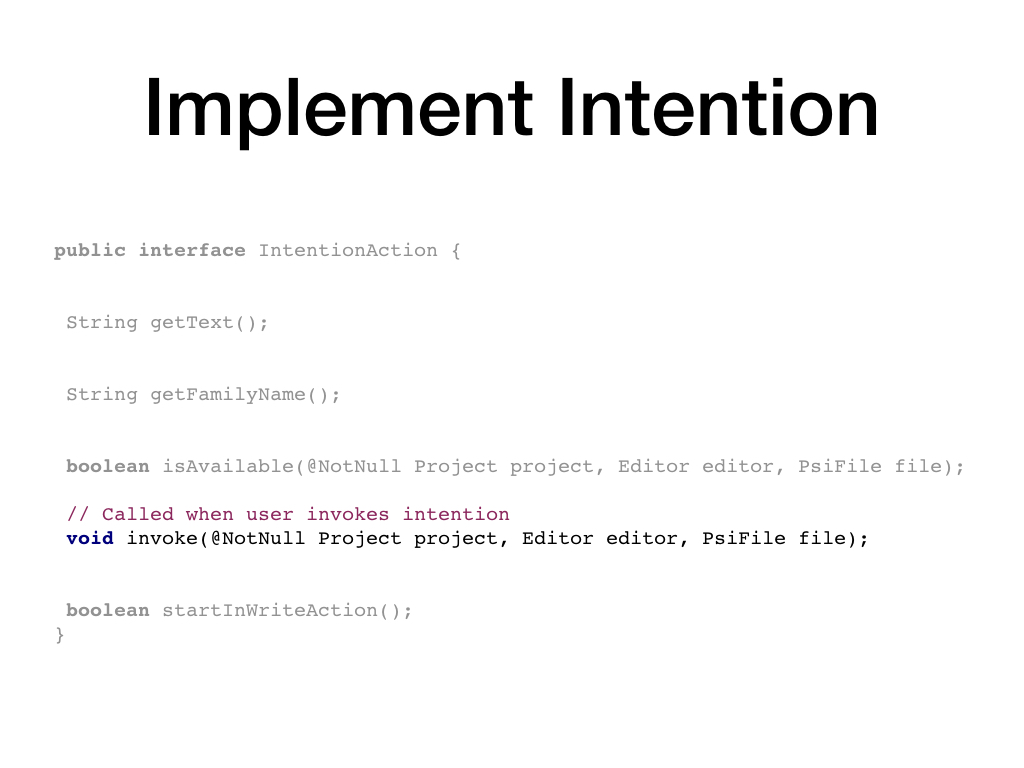 Implement Intention
public interface IntentionAction {
String getText();
String getFamilyName();
boolean isAvailable(@NotNull Project project, Editor editor, PsiFile file);
// Called when user invokes intention
void invoke(@NotNull Project project, Editor editor, PsiFile file);
boolean startInWriteAction();
}